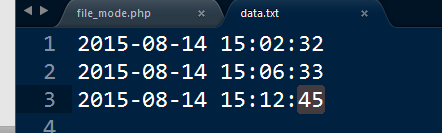 file_mode.php × data.txt ×
1 2015-08-14 15:02:32
2 2015-08-14 15:06:33
3 2015-08-14 15:12:45
4